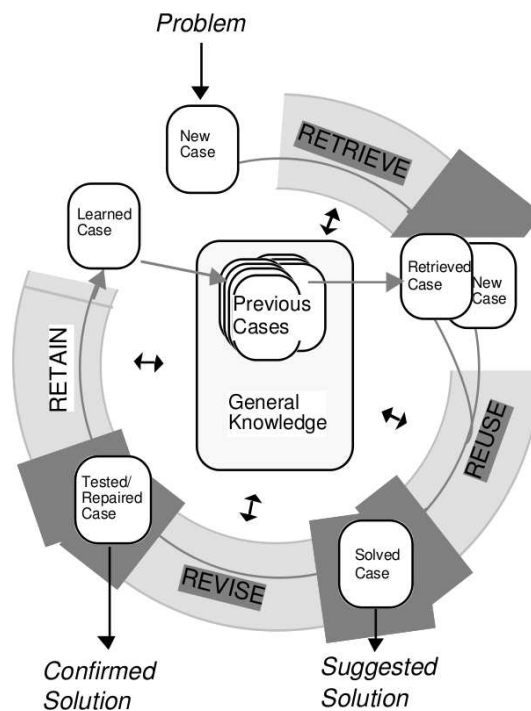 Problem
New
Case
RETRIEVE
Learned
Case
Previous
Cases
Retrieved
Case
New
Case
RETAIN
General
Knowledge
REUSE
Tested/
Repaired
Case
REVISE
Solved
Case
Confirmed
Solution
Suggested
Solution